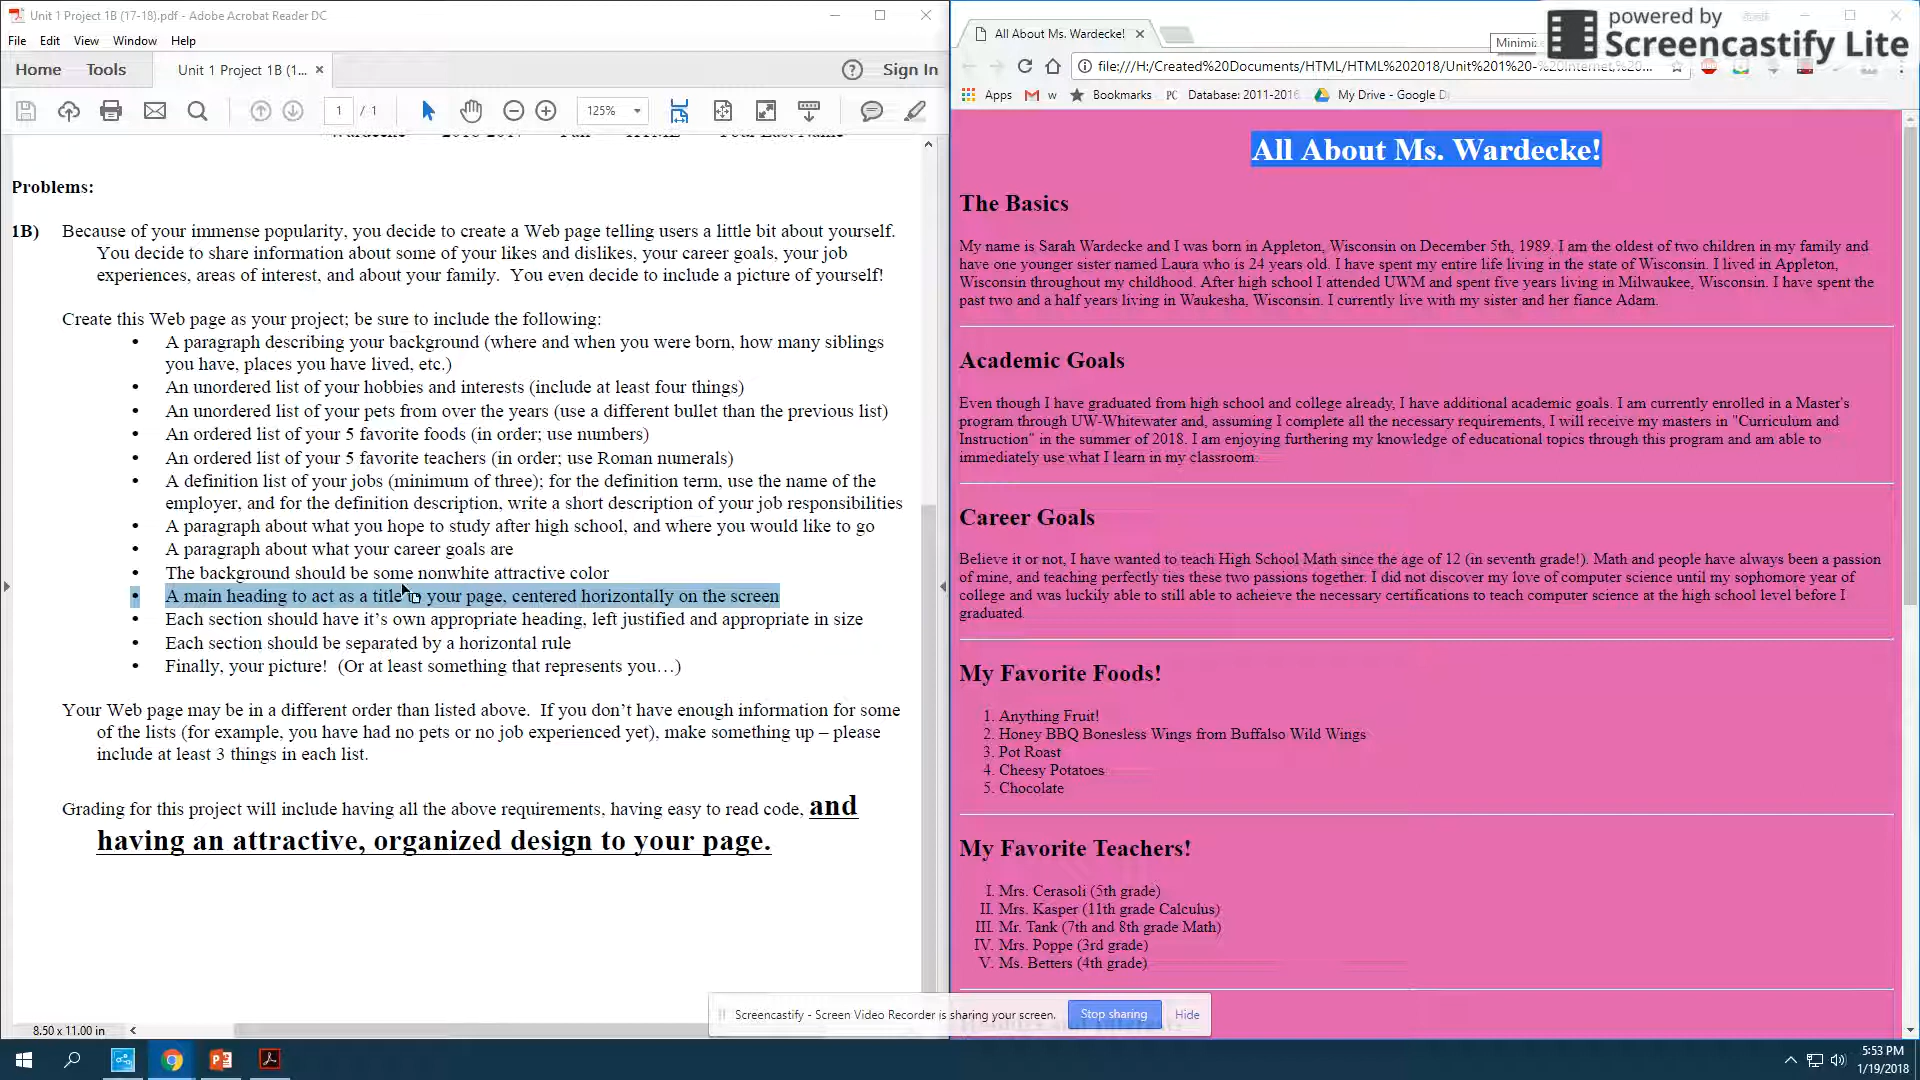 Unit 1 Project 1B (17-18).pdf - Adobe Acrobat Reader DC
File Edit View Window Help
Home Tools Unit 1 Project 1B (1... × Sign In
1 / 1 125%
Problems:
1B) Because of your immense popularity, you decide to create a Web page telling users a little bit about yourself.
You decide to share information about some of your likes and dislikes, your career goals, your job
experiences, areas of interest, and about your family. You even decide to include a picture of yourself!
Create this Web page as your project; be sure to include the following:
• A paragraph describing your background (where and when you were born, how many siblings
you have, places you have lived, etc.)
• An unordered list of your hobbies and interests (include at least four things)
• An unordered list of your pets from over the years (use a different bullet than the previous list)
• An ordered list of your 5 favorite foods (in order; use numbers)
• An ordered list of your 5 favorite teachers (in order; use Roman numerals)
• A definition list of your jobs (minimum of three); for the definition term, use the name of the
employer, and for the definition description, write a short description of your job responsibilities
• A paragraph about what you hope to study after high school, and where you would like to go
• A paragraph about what your career goals are
• The background should be some nonwhite attractive color
• A main heading to act as a title to your page, centered horizontally on the screen
• Each section should have it’s own appropriate heading, left justified and appropriate in size
• Each section should be separated by a horizontal rule
• Finally, your picture! (Or at least something that represents you…)
Your Web page may be in a different order than listed above. If you don’t have enough information for some
of the lists (for example, you have had no pets or no job experienced yet), make something up – please
include at least 3 things in each list.
Grading for this project will include having all the above requirements, having easy to read code, and
having an attractive, organized design to your page.
8.50 x 11.00 in
All About Ms. Wardecke! ×
powered by
Screencastify Lite
file:///H:/Created%20Documents/HTML/HTML%202018/Unit%201%20-%20Internet,%20...
Apps w Bookmarks PC Database: 2011-2016 My Drive - Google
All About Ms. Wardecke!
The Basics
My name is Sarah Wardecke and I was born in Appleton, Wisconsin on December 5th, 1989. I am the oldest of two children in my family and
have one younger sister named Laura who is 24 years old. I have spent my entire life living in the state of Wisconsin. I lived in Appleton,
Wisconsin throughout my childhood. After high school I attended UWM and spent five years living in Milwaukee, Wisconsin. I have spent the
past two and a half years living in Waukesha, Wisconsin. I currently live with my sister and her fiance Adam.
Academic Goals
Even though I have graduated from high school and college already, I have additional academic goals. I am currently enrolled in a Master's
program through UW-Whitewater and, assuming I complete all the necessary requirements, I will receive my masters in "Curriculum and
Instruction" in the summer of 2018. I am enjoying furthering my knowledge of educational topics through this program and am able to
immediately use what I learn in my classroom.
Career Goals
Believe it or not, I have wanted to teach High School Math since the age of 12 (in seventh grade!). Math and people have always been a passion
of mine, and teaching perfectly ties these two passions together. I did not discover my love of computer science until my sophomore year of
college and was luckily able to still able to acheieve the necessary certifications to teach computer science at the high school level before I
graduated.
My Favorite Foods!
1. Anything Fruit!
2. Honey BBQ Bonesless Wings from Buffalso Wild Wings
3. Pot Roast
4. Cheesy Potatoes
5. Chocolate
My Favorite Teachers!
I. Mrs. Cerasoli (5th grade)
II. Mrs. Kasper (11th grade Calculus)
III. Mr. Tank (7th and 8th grade Math)
IV. Mrs. Poppe (3rd grade)
V. Ms. Betters (4th grade)
Screencastify - Screen Video Recorder is sharing your screen. Stop sharing Hide
5:53 PM
1/19/2018